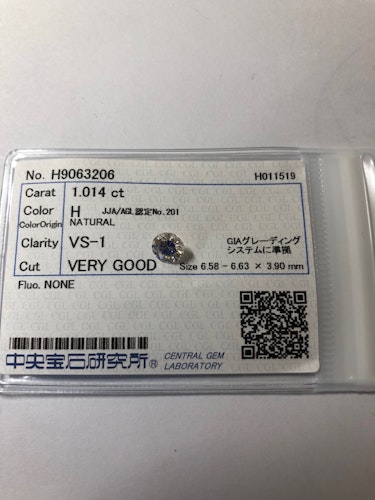 No. H9063206 H011519
Carat 1.014 ct
Color H JJA/AGL認定No.201
ColorOrigin NATURAL
Clarity VS-1 GIAグレーディング
システムに準拠
Cut VERY GOOD Size 6.58 - 6.63 × 3.90 mm
Fluo. NONE
中央宝石研究所® CENTRAL GEM
LABORATORY